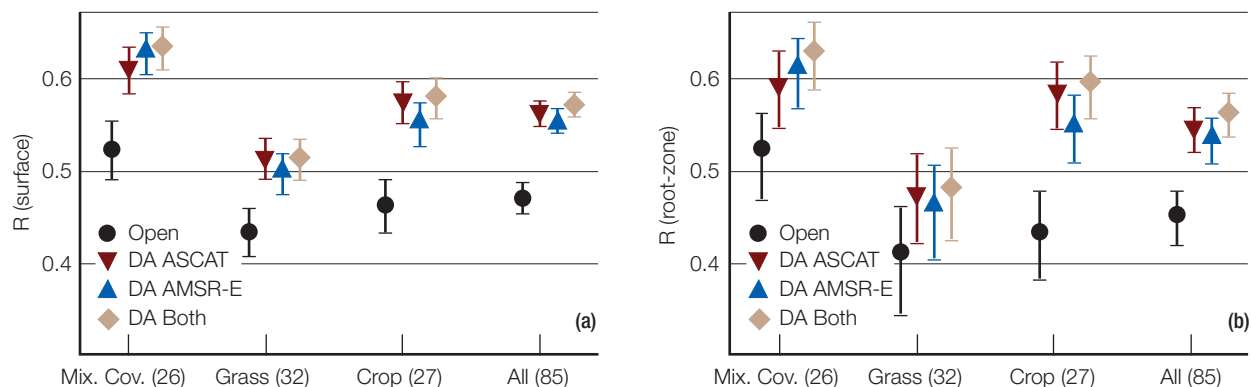 R (surface)
0.6
0.5
0.4
Open
DA ASCAT
DA AMSR-E
DA Both
(a)
Mix. Cov. (26) Grass (32) Crop (27) All (85)
R (root-zone)
0.6
0.5
0.4
Open
DA ASCAT
DA AMSR-E
DA Both
(b)
Mix. Cov. (26) Grass (32) Crop (27) All (85)